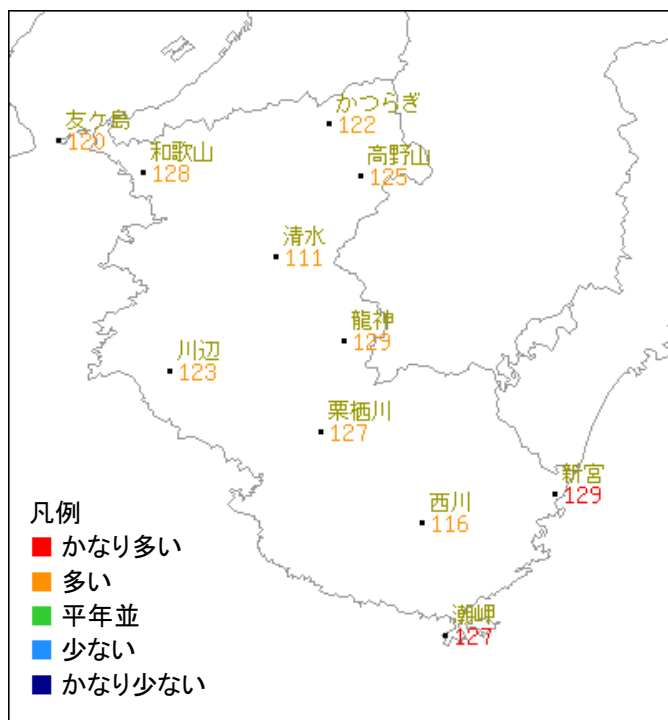 かつらぎ
122
友ケ島
120
和歌山
128
高野山
125
清水
111
龍神
129
川辺
123
栗栖川
127
新宮
129
西川
116
潮岬
127
凡例
かなり多い
多い
平年並
少ない
かなり少ない